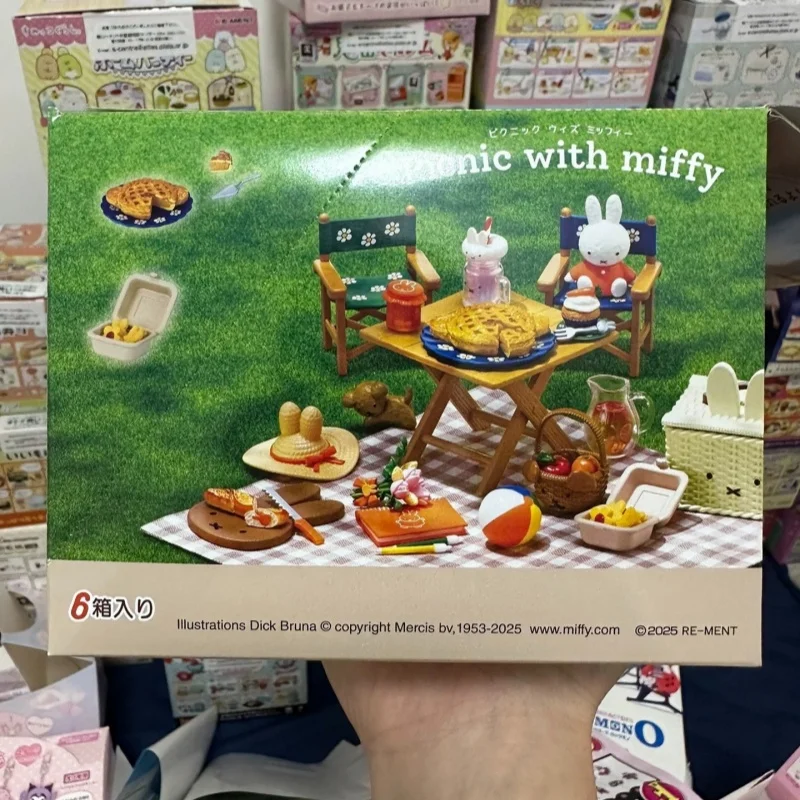 ピクニック ウィズ ミッフィー
picnic with miffy
6箱入り
Illustrations Dick Bruna © copyright Mercis bv,1953-2025 www.miffy.com ©2025 RE-MENT